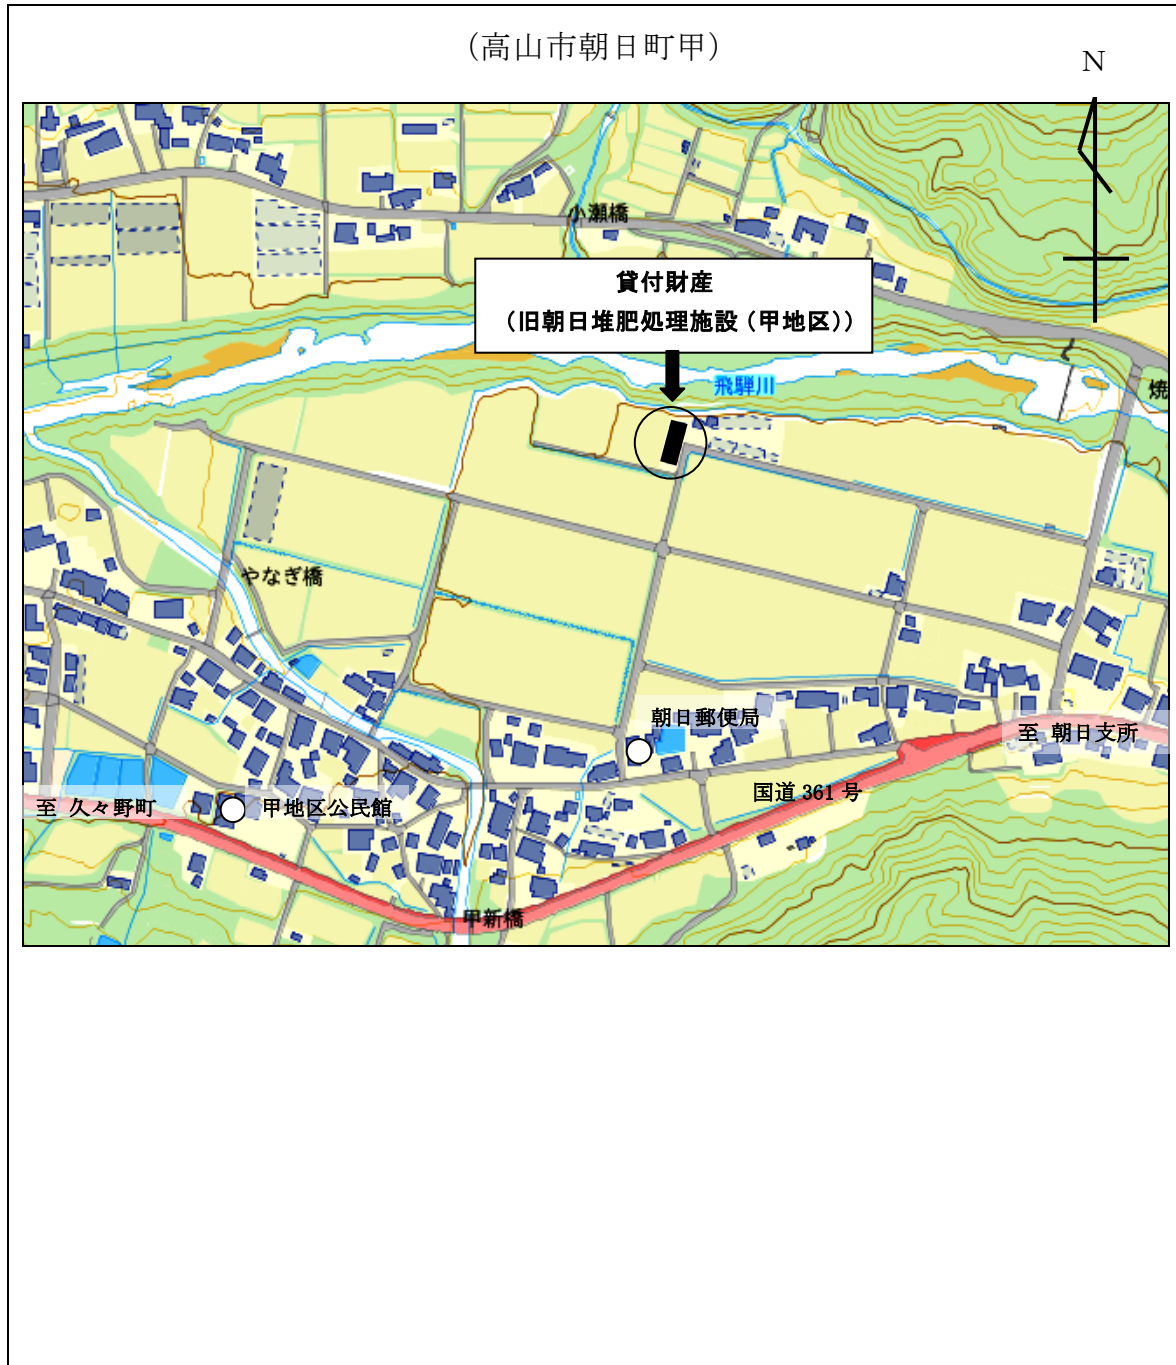 (高山市朝日町甲)
N
小瀬橋
貸付財産
(旧朝日堆肥処理施設(甲地区))
飛騨川
焼
やなぎ橋
朝日郵便局
至 朝日支所
国道 361 号
至 久々野町
甲地区公民館
甲新橋